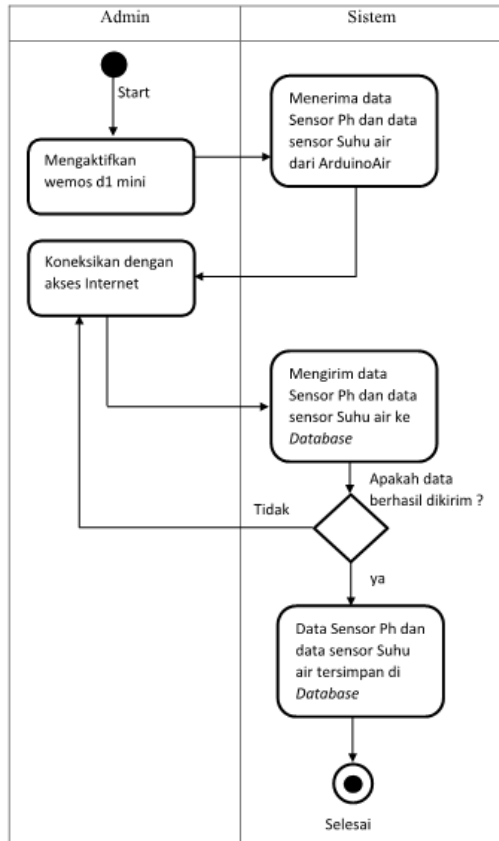 Admin
Sistem
Start
Mengaktifkan
wemos d1 mini
Menerima data
Sensor Ph dan data
sensor Suhu air
dari ArduinoAir
Koneksikan dengan
akses Internet
Mengirim data
Sensor Ph dan data
sensor Suhu air ke
Database
Apakah data
berhasil dikirim ?
Tidak
ya
Data Sensor Ph dan
data sensor Suhu
air tersimpan di
Database
Selesai